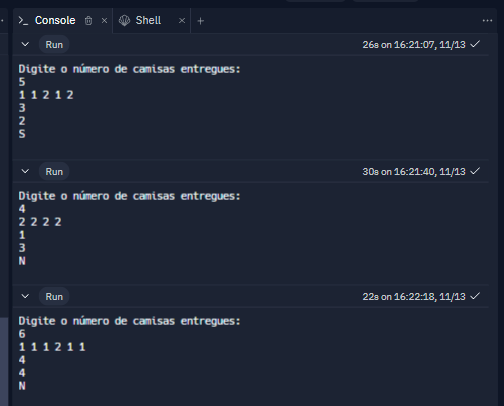 Console Shell
Run 26s on 16:21:07, 11/13
Digite o número de camisas entregues:
5
1 1 2 1 2
3
2
S
Run 30s on 16:21:40, 11/13
Digite o número de camisas entregues:
4
2 2 2 2
1
3
N
Run 22s on 16:22:18, 11/13
Digite o número de camisas entregues:
6
1 1 1 2 1 1
4
4
N